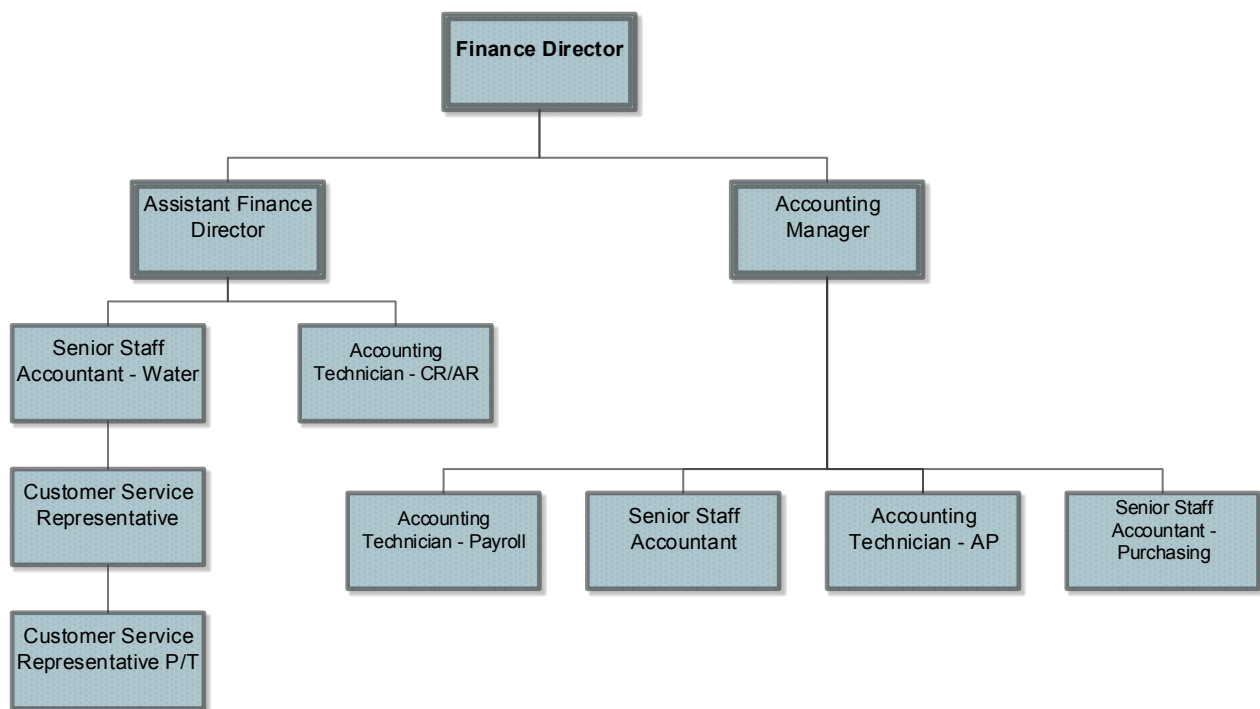 Finance Director
Assistant Finance
Director
Accounting
Manager
Senior Staff
Accountant - Water
Accounting
Technician - CR/AR
Customer Service
Representative
Customer Service
Representative P/T
Accounting
Technician - Payroll
Senior Staff
Accountant
Accounting
Technician - AP
Senior Staff
Accountant -
Purchasing